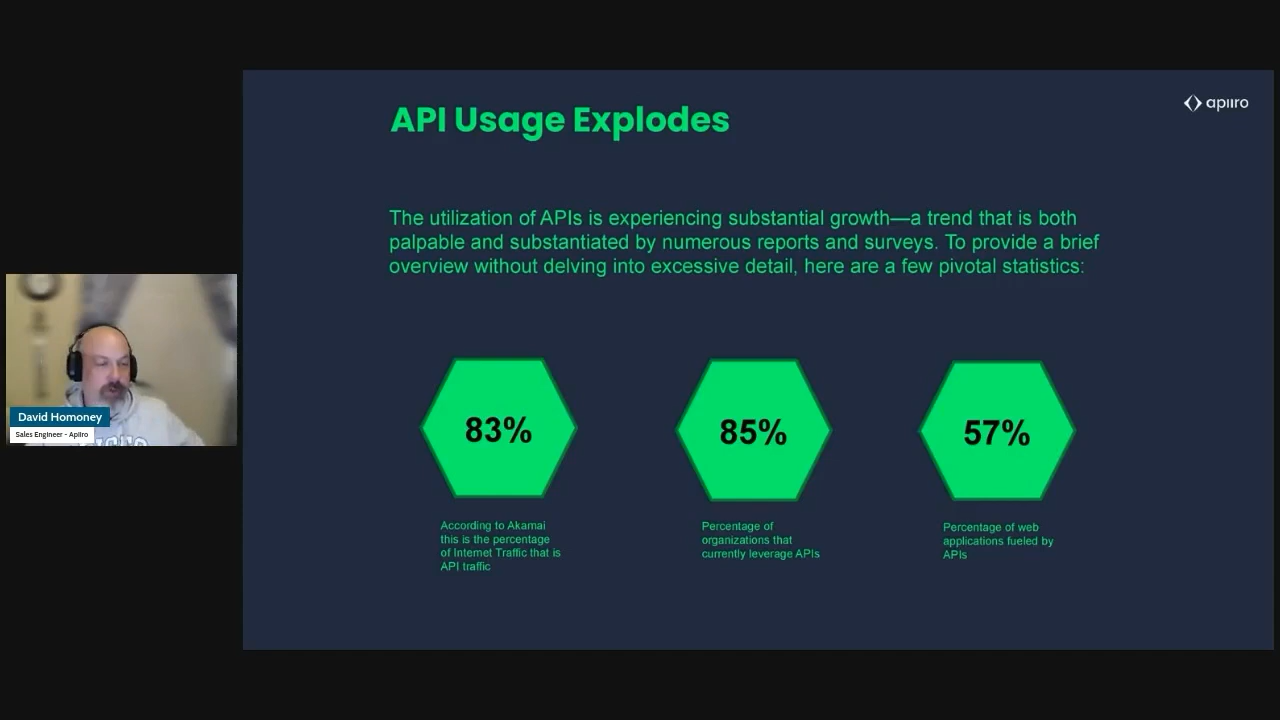 API Usage Explodes
apiiro
The utilization of APIs is experiencing substantial growth—a trend that is both
palpable and substantiated by numerous reports and surveys. To provide a brief
overview without delving into excessive detail, here are a few pivotal statistics:
83%
85%
57%
According to Akamai
this is the percentage
of Internet Traffic that is
API traffic
Percentage of
organizations that
currently leverage APIs
Percentage of web
applications fueled by
APIs
David Homoney
Sales Engineer - Apiiro